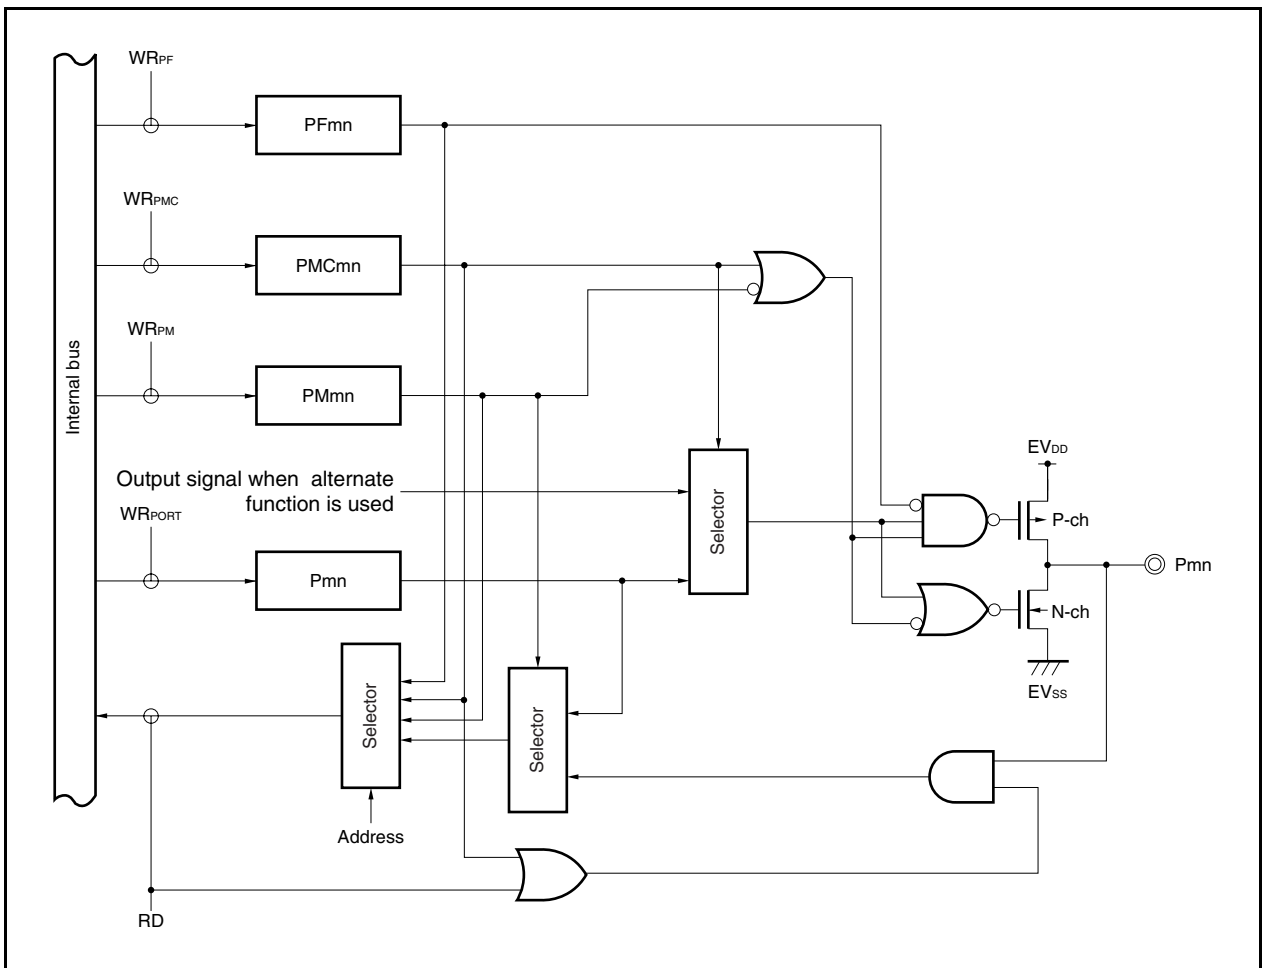 WRPF
PFmn
WRPMC
PMCmn
WRPM
PMmn
Internal bus
Output signal when alternate
function is used
WRPORT
Pmn
Selector
EVDD
P-ch
Pmn
N-ch
EVSS
Selector
Selector
Address
RD